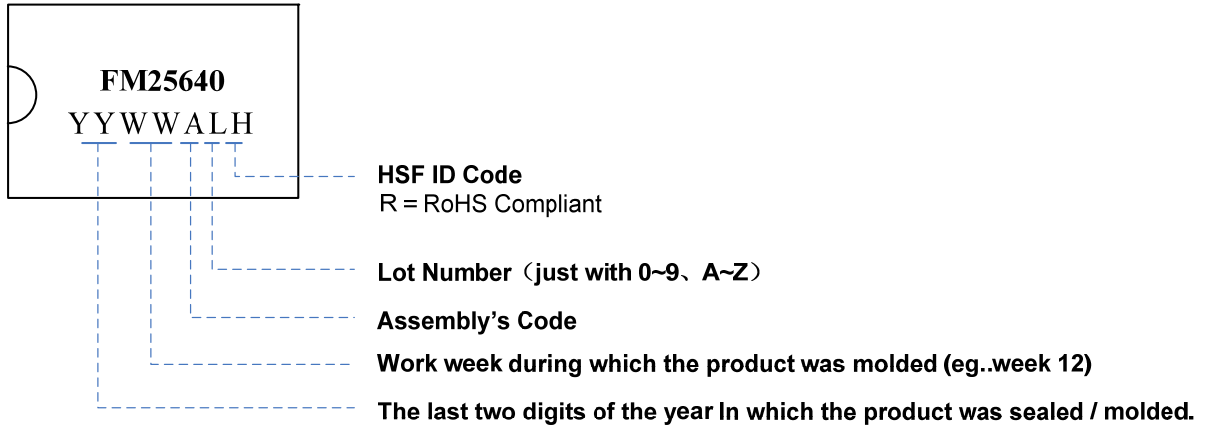 FM25640
YYWWALH
HSF ID Code
R = RoHS Compliant
Lot Number（just with 0~9、A~Z）
Assembly's Code
Work week during which the product was molded (eg..week 12)
The last two digits of the year In which the product was sealed / molded.